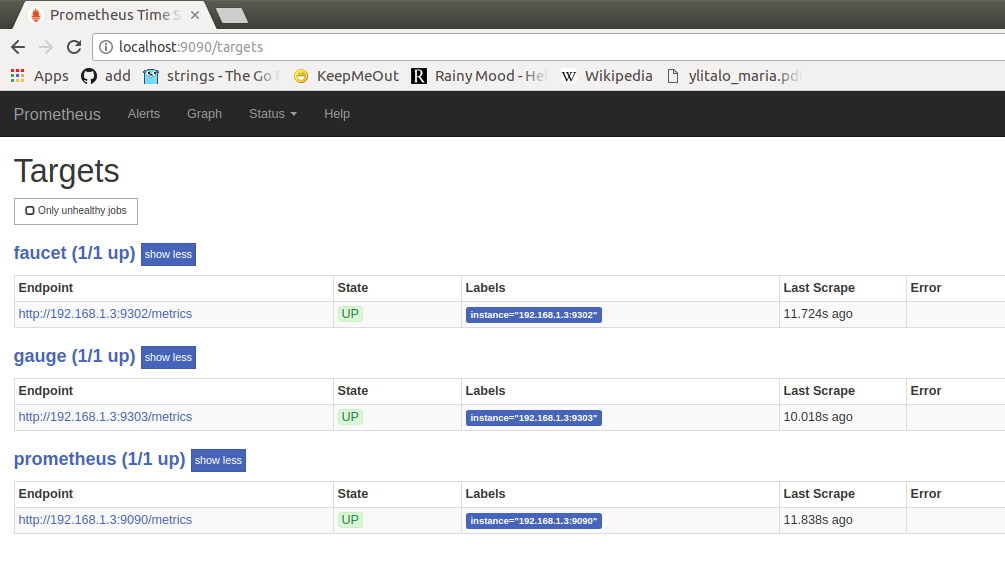 Prometheus Time S
localhost:9090/targets
Apps add strings - The Go KeepMeOut Rainy Mood - Hel Wikipedia ylitalo_maria.pdf
Prometheus Alerts Graph Status Help
Targets
Only unhealthy jobs
faucet (1/1 up) show less
Endpoint State Labels Last Scrape Error
http://192.168.1.3:9302/metrics UP instance="192.168.1.3:9302" 11.724s ago
gauge (1/1 up) show less
Endpoint State Labels Last Scrape Error
http://192.168.1.3:9303/metrics UP instance="192.168.1.3:9303" 10.018s ago
prometheus (1/1 up) show less
Endpoint State Labels Last Scrape Error
http://192.168.1.3:9090/metrics UP instance="192.168.1.3:9090" 11.838s ago